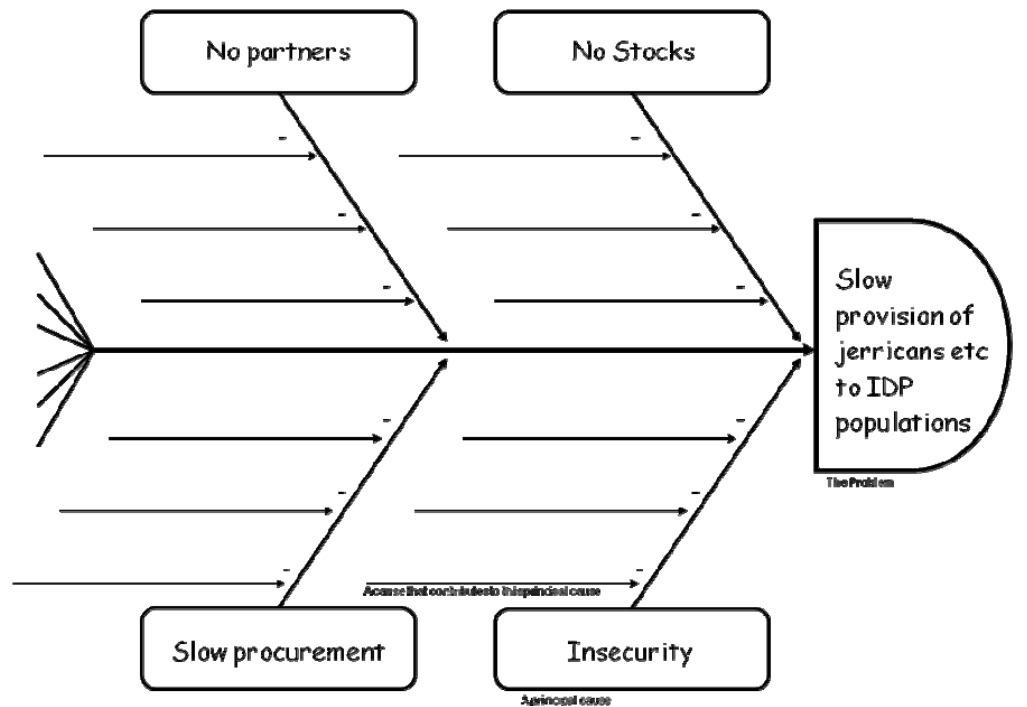 No partners
No Stocks
Slow
provision of
jerricans etc
to IDP
populations
The Problem
A cause that contributes to this principal cause
Slow procurement
Insecurity
A principal cause